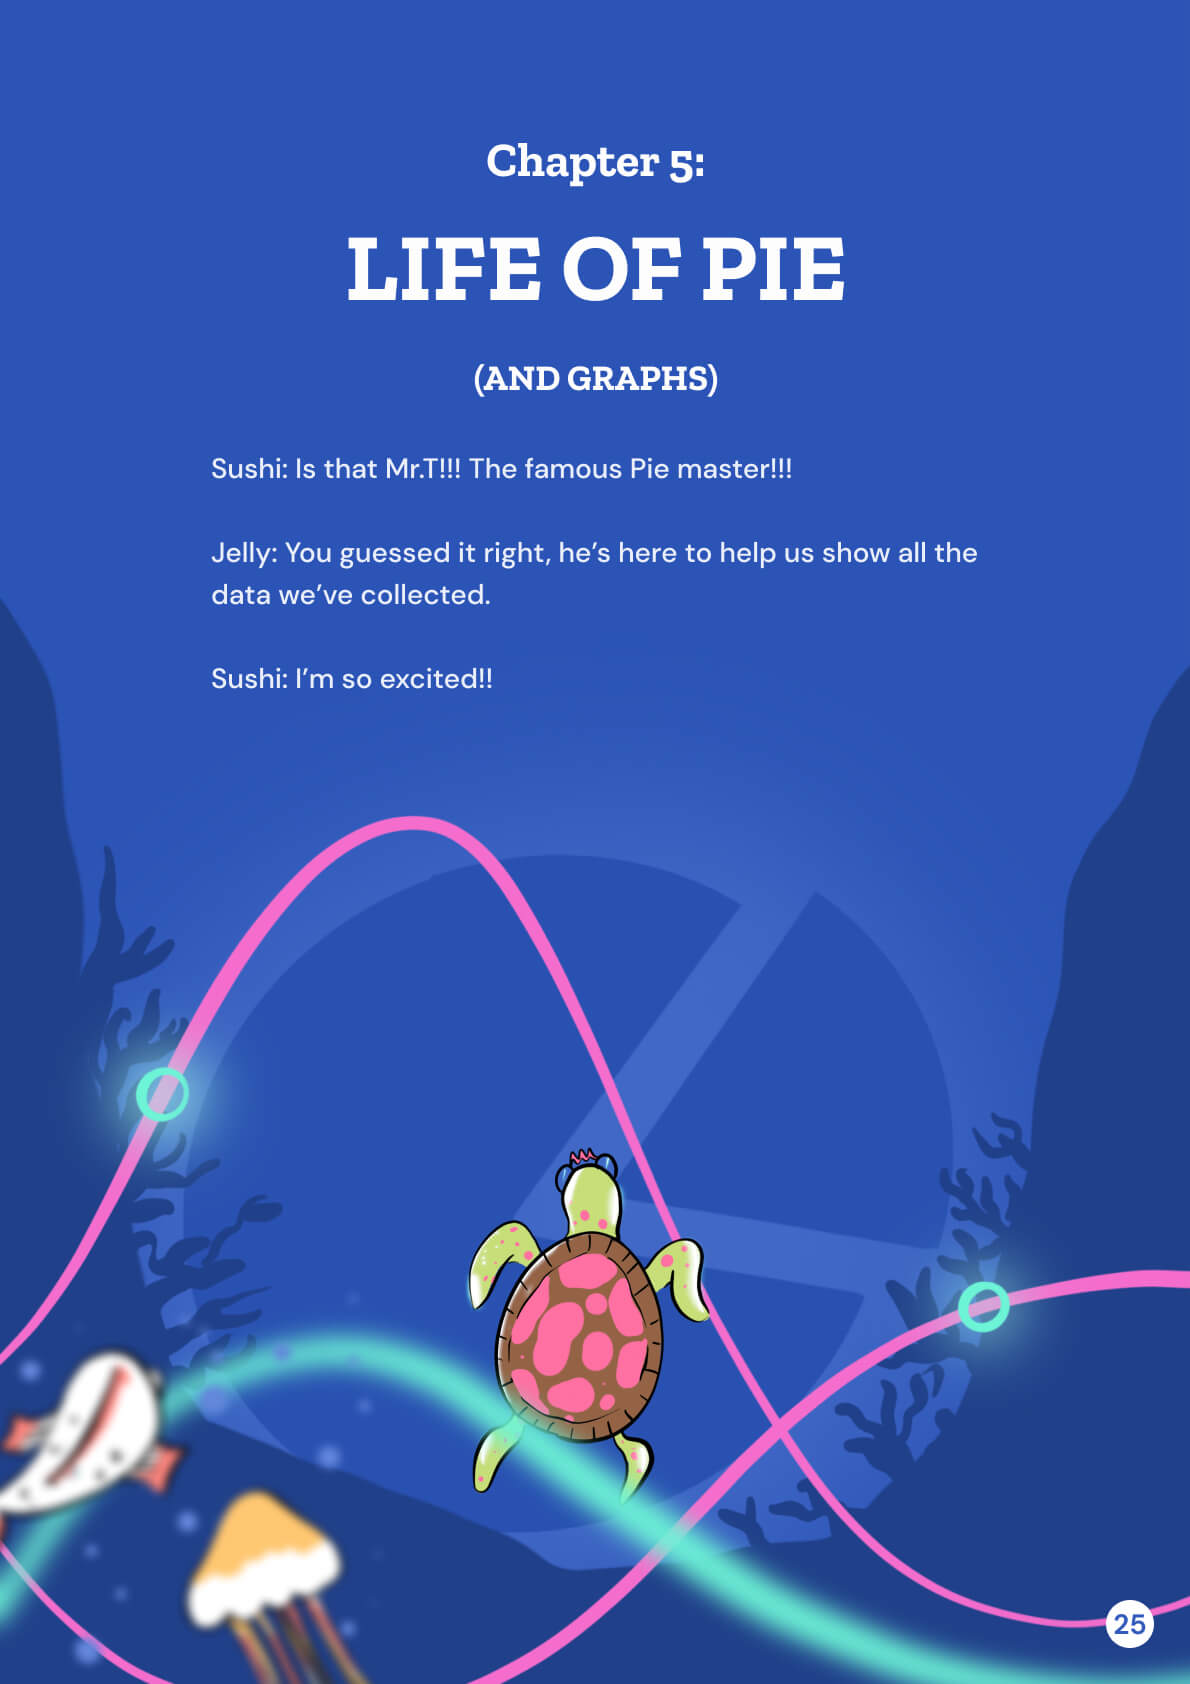 Chapter 5:
LIFE OF PIE
(AND GRAPHS)
Sushi: Is that Mr.T!!! The famous Pie master!!!
Jelly: You guessed it right, he’s here to help us show all the
data we’ve collected.
Sushi: I’m so excited!!
25